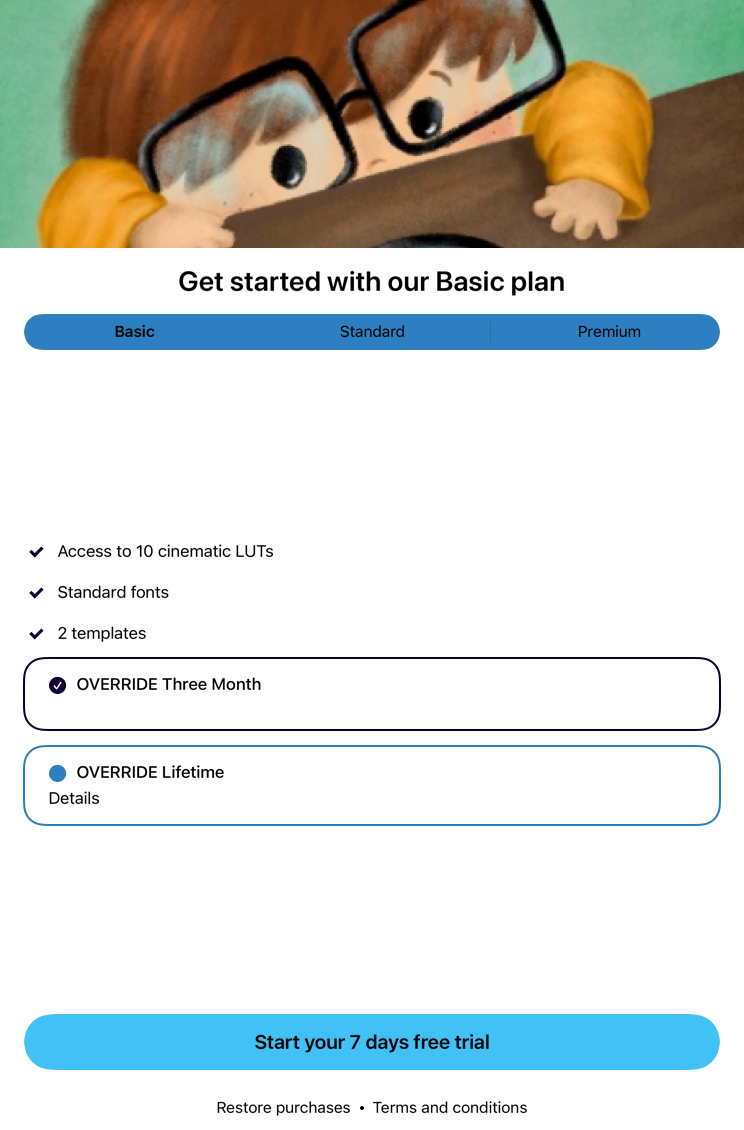 Get started with our Basic plan
Basic Standard Premium
Access to 10 cinematic LUTs
Standard fonts
2 templates
OVERRIDE Three Month
OVERRIDE Lifetime
Details
Start your 7 days free trial
Restore purchases • Terms and conditions